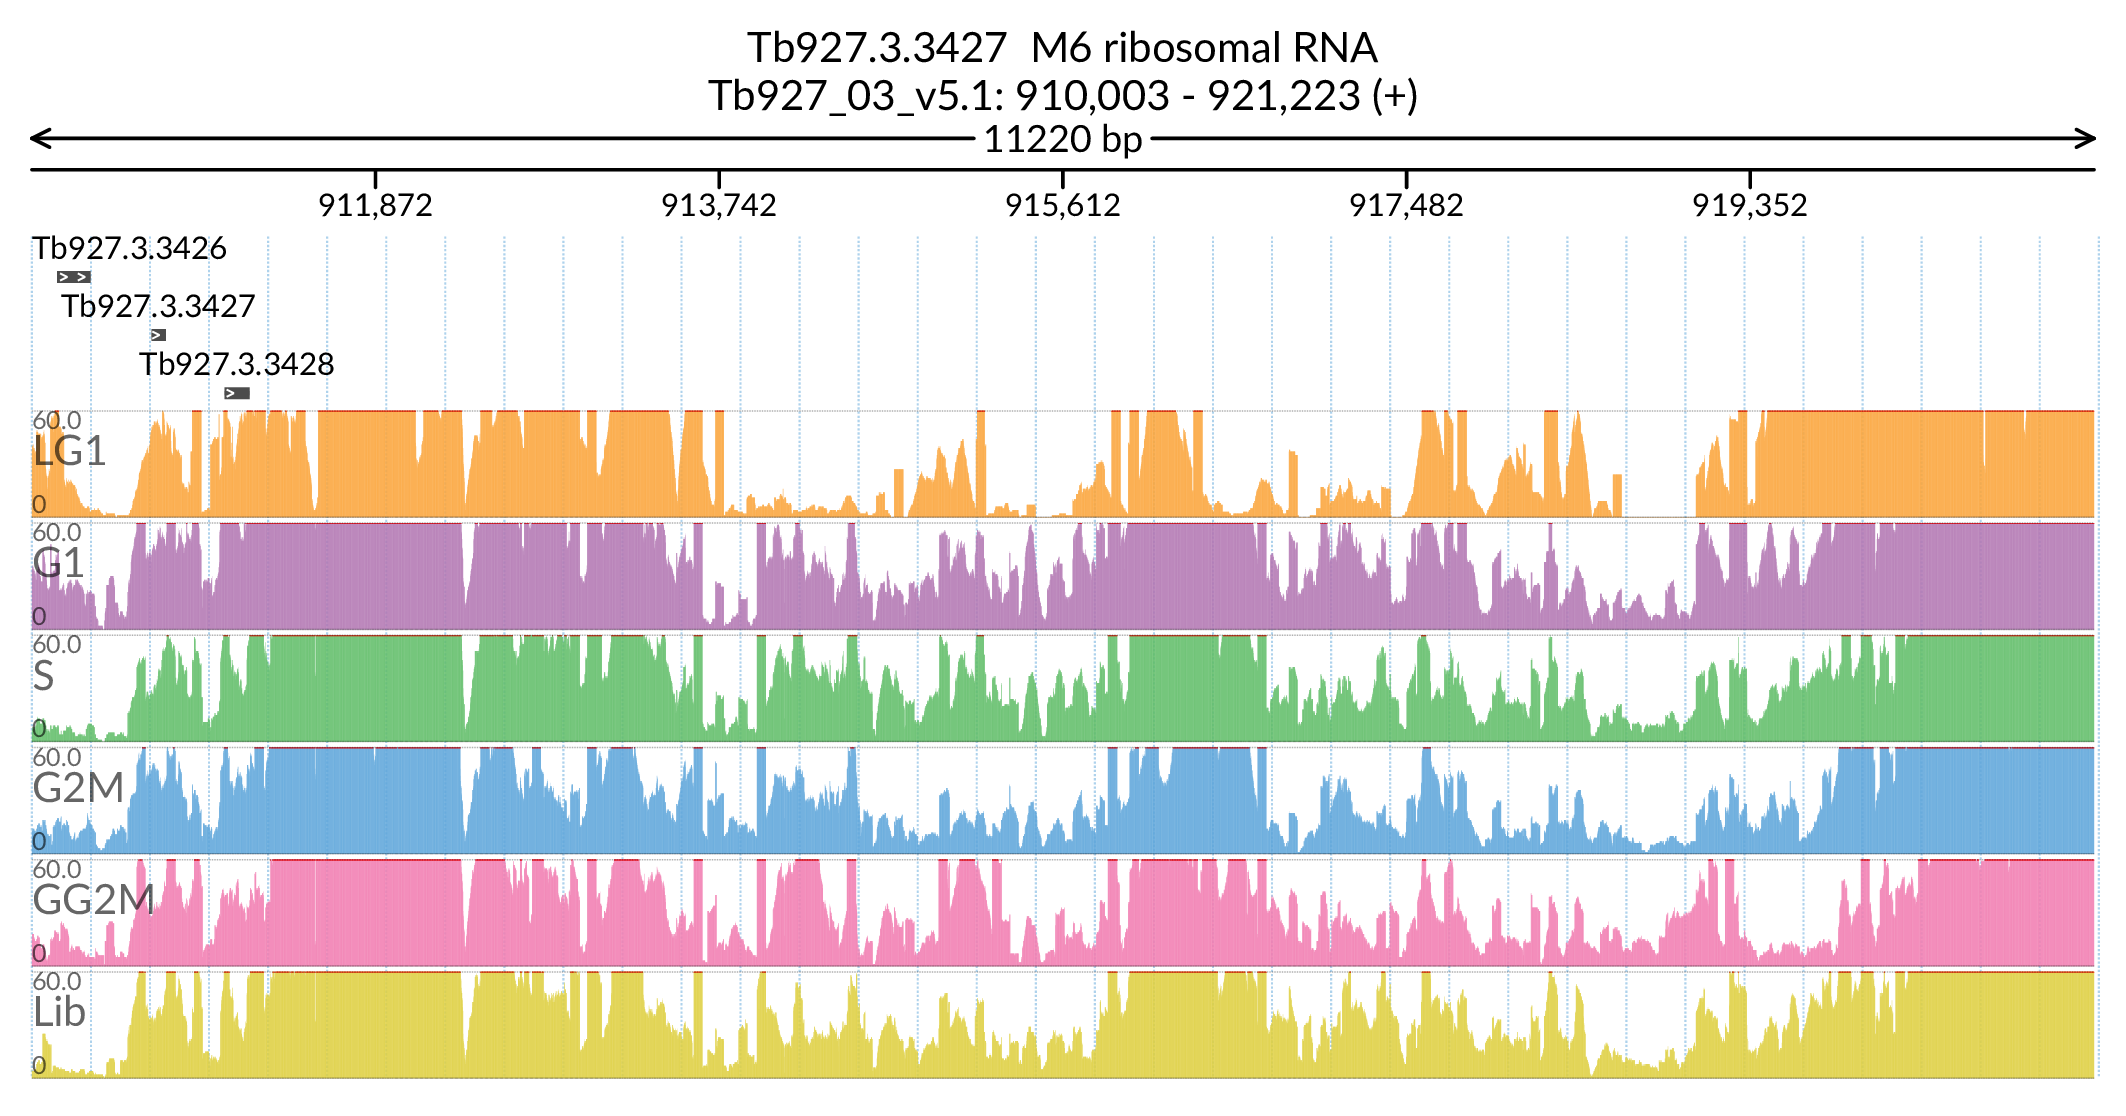 Tb927.3.3427  M6 ribosomal RNA
Tb927_03_v5.1: 910,003 - 921,223 (+)
11220 bp
911,872 913,742 915,612 917,482 919,352
Tb927.3.3426
Tb927.3.3427
Tb927.3.3428
60.0
LG1
0
60.0
G1
0
60.0
S
0
60.0
G2M
0
60.0
GG2M
0
60.0
Lib
0